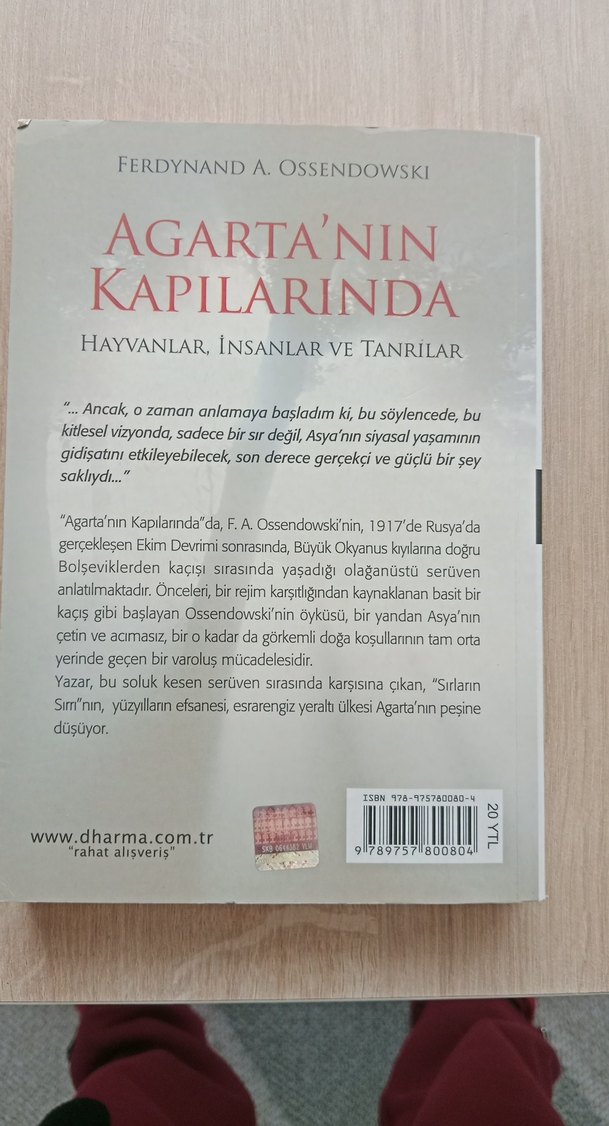 FERDYNAND A. OSSENDOWSKI
AGARTA’NIN
KAPILARINDA
HAYVANLAR, İNSANLAR VE TANRILAR
“... Ancak, o zaman anlamaya başladım ki, bu söylencede, bu
kitlesel vizyonda, sadece bir sır değil, Asya’nın siyasal yaşamının
gidişatını etkileyebilecek, son derece gerçekçi ve güçlü bir şey
saklıydı...”
“Agarta’nın Kapılarında”da, F. A. Ossendowski’nin, 1917’de Rusya’da
gerçekleşen Ekim Devrimi sonrasında, Büyük Okyanus kıyılarına doğru
Bolşeviklerden kaçışı sırasında yaşadığı olağanüstü serüven
anlatılmaktadır. Önceleri, bir rejim karşıtlığından kaynaklanan basit bir
kaçış gibi başlayan Ossendowski’nin öyküsü, bir yandan Asya’nın
çetin ve acımasız, bir o kadar da görkemli doğa koşullarının tam orta
yerinde geçen bir varoluş mücadelesidir.
Yazar, bu soluk kesen serüven sırasında karşısına çıkan, “Sırların
Sırrı”nın, yüzyılların efsanesi, esrarengiz yeraltı ülkesi Agarta’nın peşine
düşüyor.
www.dharma.com.tr
“rahat alışveriş”
ISBN 978-975780080-4
9 789757 800804
20 YTL